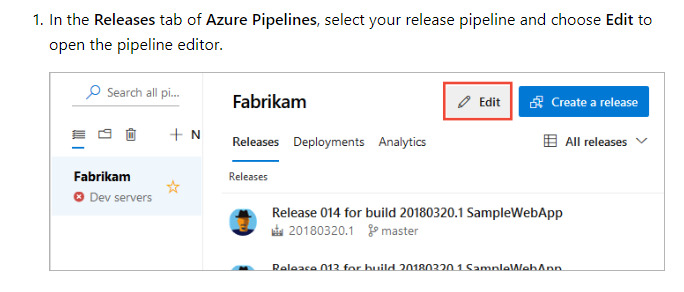 1. In the Releases tab of Azure Pipelines, select your release pipeline and choose Edit to
open the pipeline editor.
Search all pi...
Fabrikam
Edit
Create a release
N
Releases Deployments Analytics
All releases
Fabrikam
Dev servers
Releases
Release 014 for build 20180320.1 SampleWebApp
20180320.1 master
Release 013 for build 20180320.1 SampleWebApp